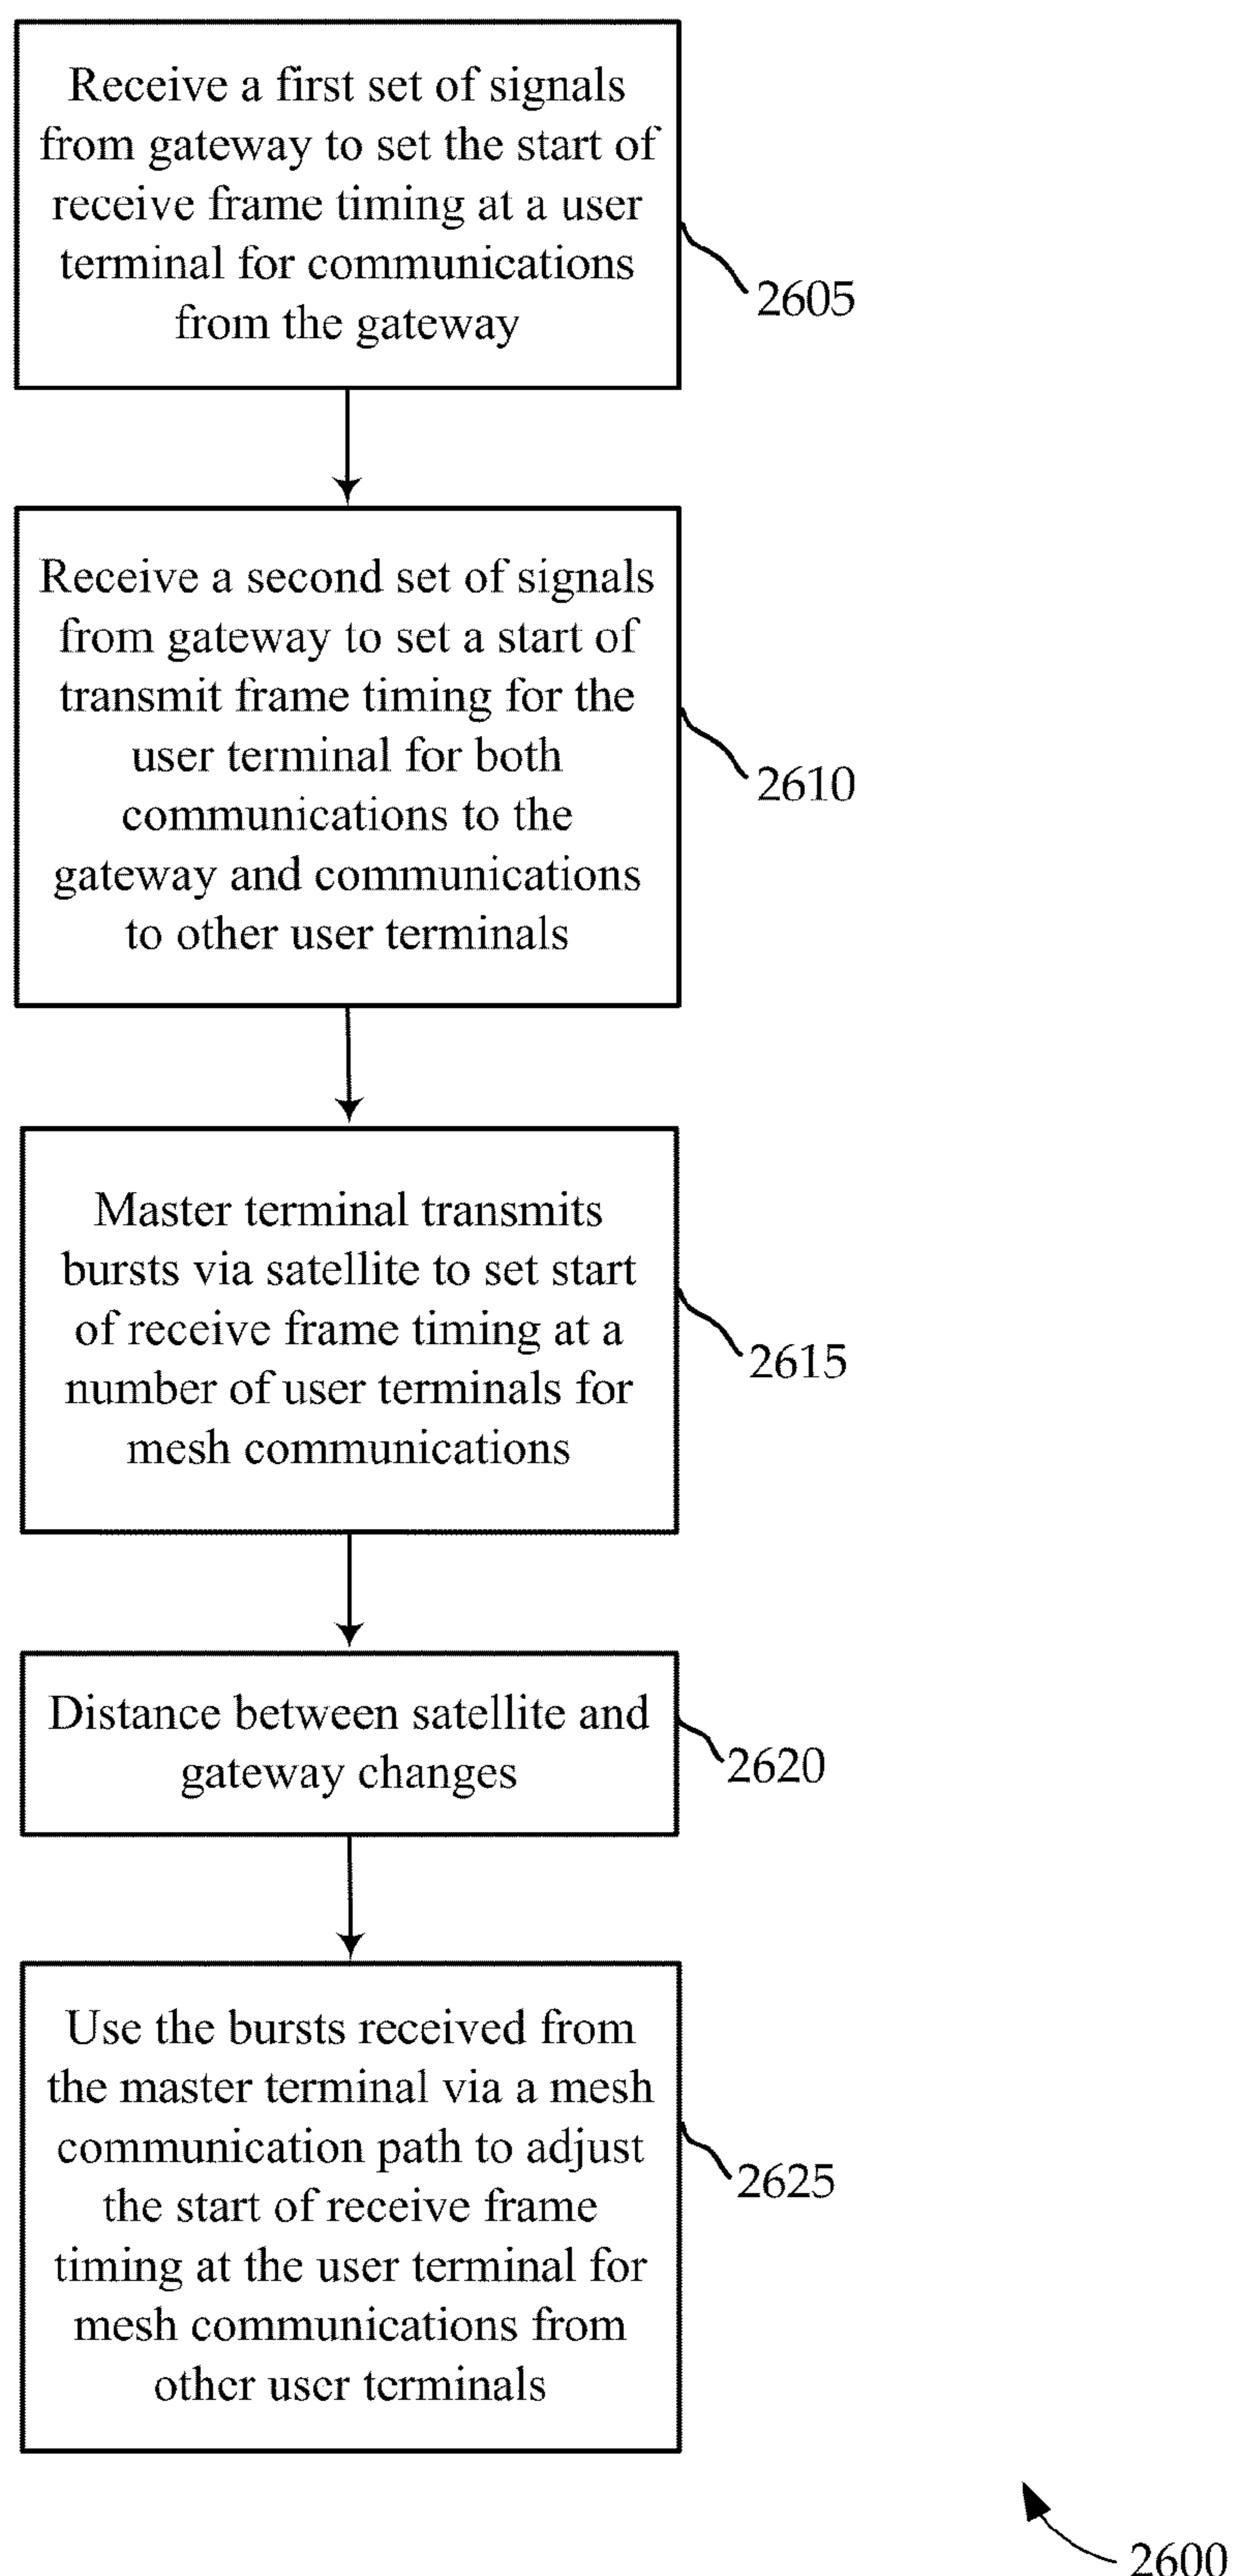 Receive a first set of signals
from gateway to set the start of
receive frame timing at a user
terminal for communications
from the gateway
2605
Receive a second set of signals
from gateway to set a start of
transmit frame timing for the
user terminal for both
communications to the
gateway and communications
to other user terminals
2610
Master terminal transmits
bursts via satellite to set start
of receive frame timing at a
number of user terminals for
mesh communications
2615
Distance between satellite and
gateway changes
2620
Use the bursts received from
the master terminal via a mesh
communication path to adjust
the start of receive frame
timing at the user terminal for
mesh communications from
other user terminals
2625
2600